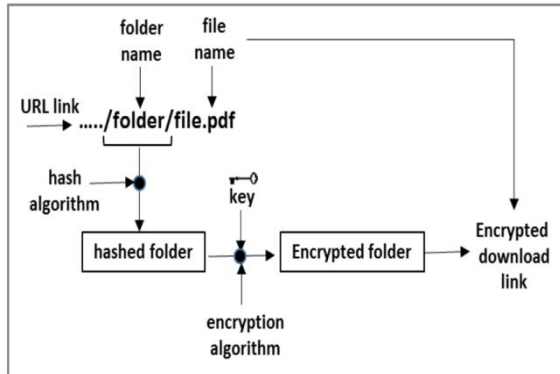 folder
name
file
name
URL link
...../folder/file.pdf
hash
algorithm
key
hashed folder
Encrypted folder
Encrypted
download
link
encryption
algorithm